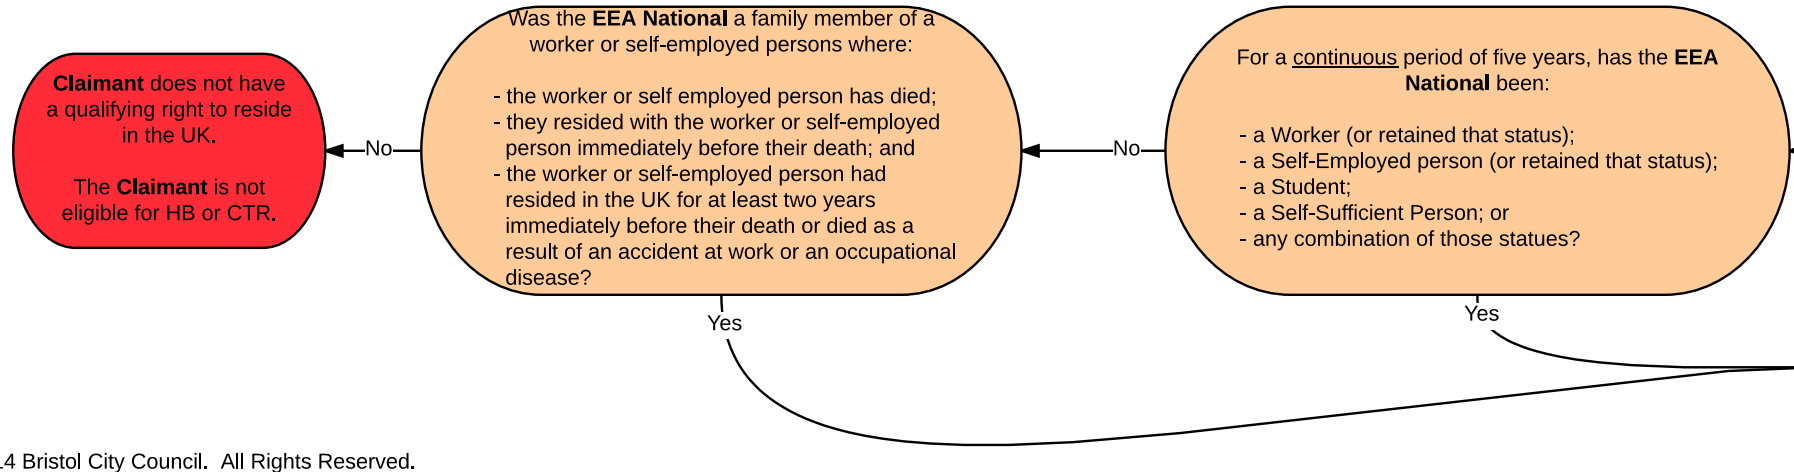 Claimant does not have
a qualifying right to reside
in the UK.
The Claimant is not
eligible for HB or CTR.
No
Was the EEA National a family member of a
worker or self-employed persons where:
- the worker or self employed person has died;
- they resided with the worker or self-employed
person immediately before their death; and
- the worker or self-employed person had
resided in the UK for at least two years
immediately before their death or died as a
result of an accident at work or an occupational
disease?
No
For a continuous period of five years, has the EEA
National been:
- a Worker (or retained that status);
- a Self-Employed person (or retained that status);
- a Student;
- a Self-Sufficient Person; or
- any combination of those statues?
Yes
Yes
4 Bristol City Council. All Rights Reserved.